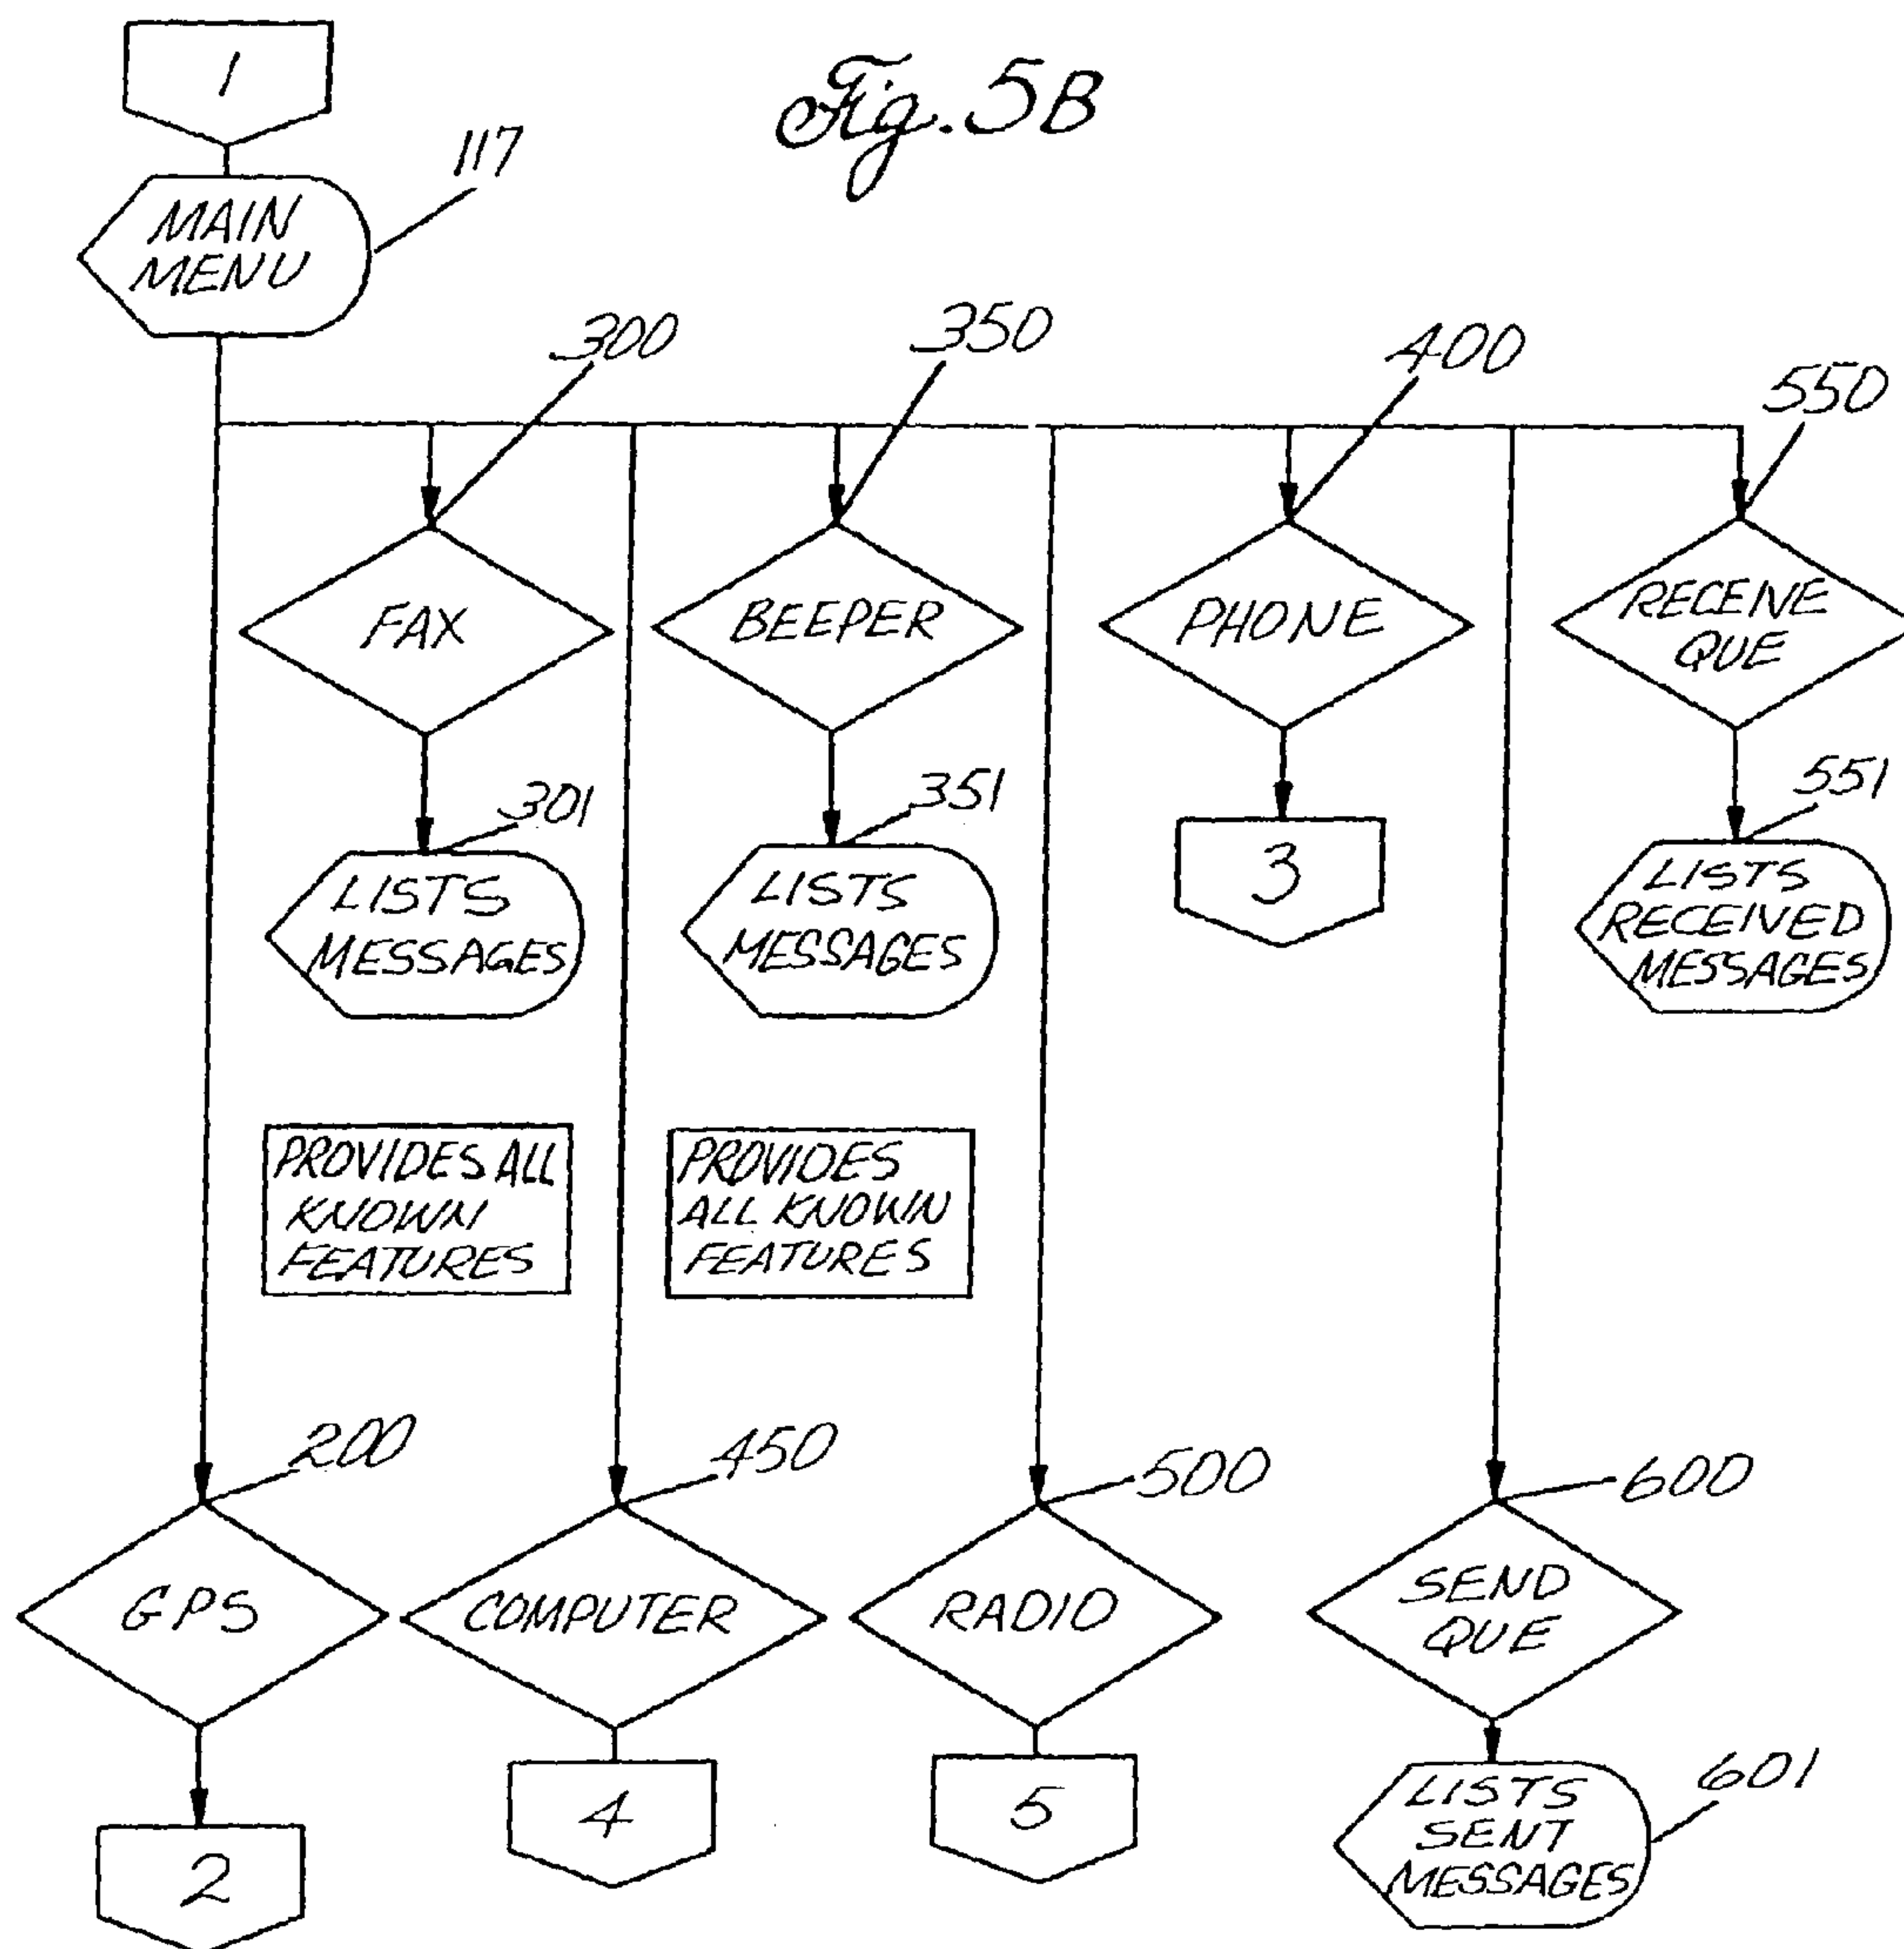 1
Fig. 5B
117
MAIN
MENU
300
350
400
550
FAX
BEEPER
PHONE
RECEIVE
QUE
301
351
551
LISTS
MESSAGES
LISTS
MESSAGES
3
LISTS
RECEIVED
MESSAGES
PROVIDES ALL
KNOWN
FEATURES
PROVIDES
ALL KNOWN
FEATURES
200
450
500
600
GPS
COMPUTER
RADIO
SEND
QUE
2
4
5
601
LISTS
SENT
MESSAGES